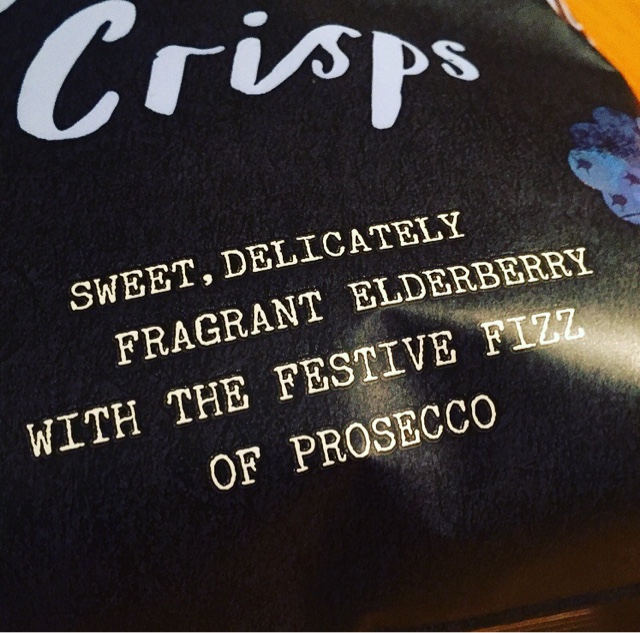 Crisps
SWEET, DELICATELY
FRAGRANT ELDERBERRY
WITH THE FESTIVE FIZZ
OF PROSECCO